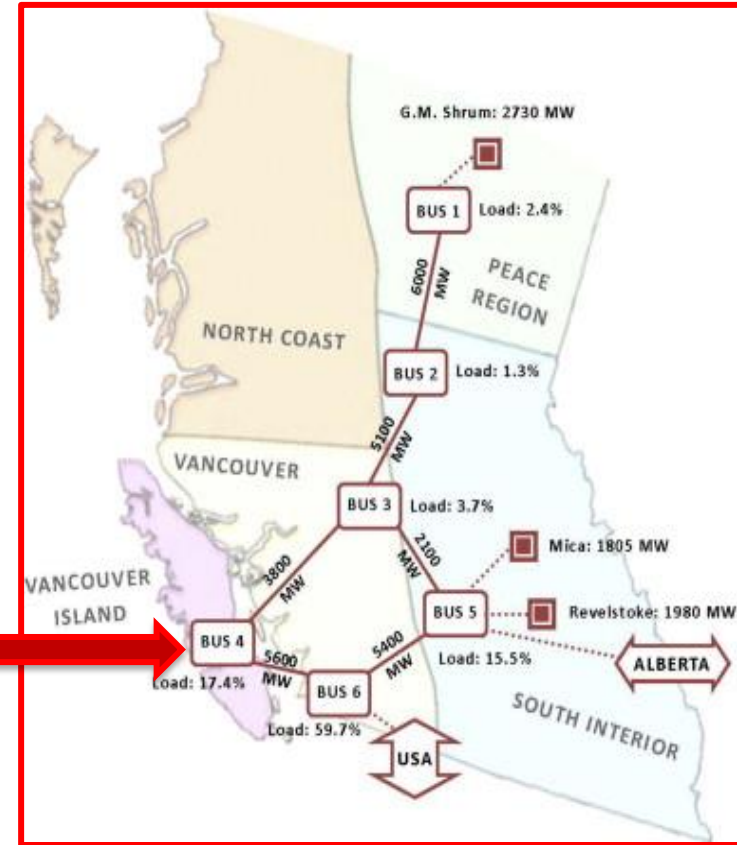 G.M. Shrum: 2730 MW
BUS 1
Load: 2.4%
6000
MW
PEACE
REGION
NORTH COAST
BUS 2
Load: 1.3%
5100
MW
VANCOUVER
BUS 3
Load: 3.7%
2100
MW
Mica: 1805 MW
3800
MW
VANCOUVER
ISLAND
BUS 5
Revelstoke: 1980 MW
BUS 4
5600
MW
5400
MW
Load: 15.5%
ALBERTA
Load: 17.4%
BUS 6
SOUTH INTERIOR
Load: 59.7%
USA